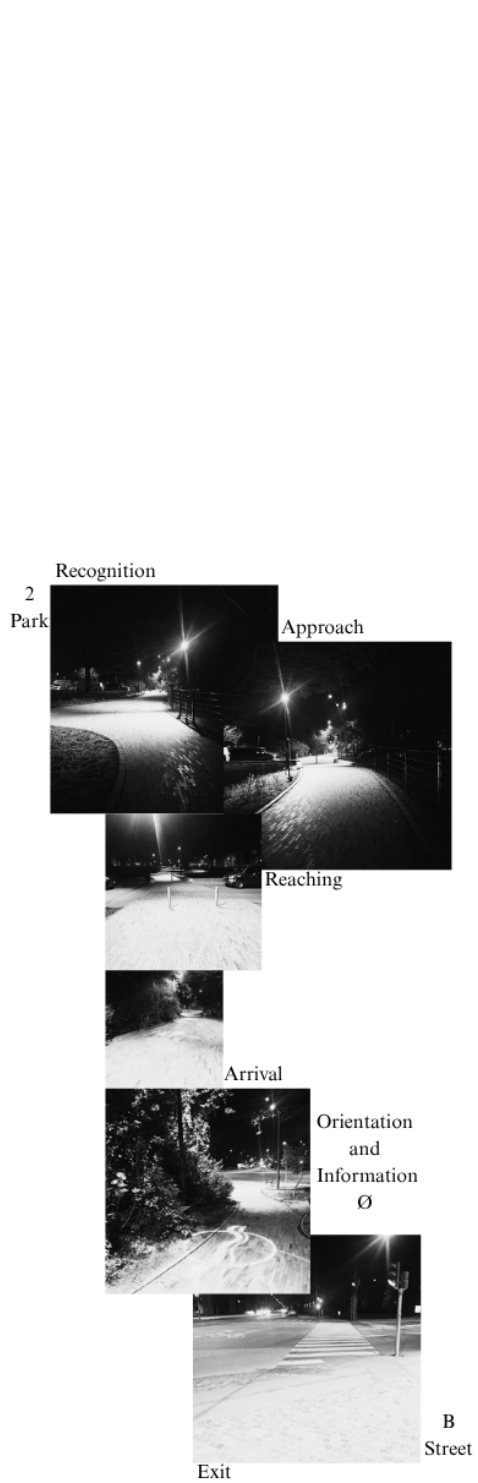 Recognition
2
Park
Approach
Reaching
Arrival
Orientation
and
Information
Ø
B
Street
Exit